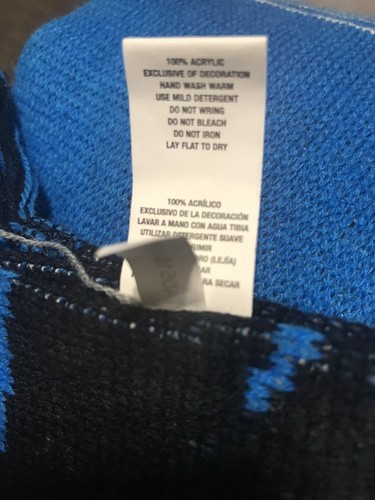 100% ACRYLIC
EXCLUSIVE OF DECORATION
HAND WASH WARM
USE MILD DETERGENT
DO NOT WRING
DO NOT BLEACH
DO NOT IRON
LAY FLAT TO DRY
100% ACRÍLICO
EXCLUSIVO DE LA DECORACIÓN
LAVAR A MANO CON AGUA TIBIA
UTILIZAR DETERGENTE SUAVE
(LEJÍA)
SECAR